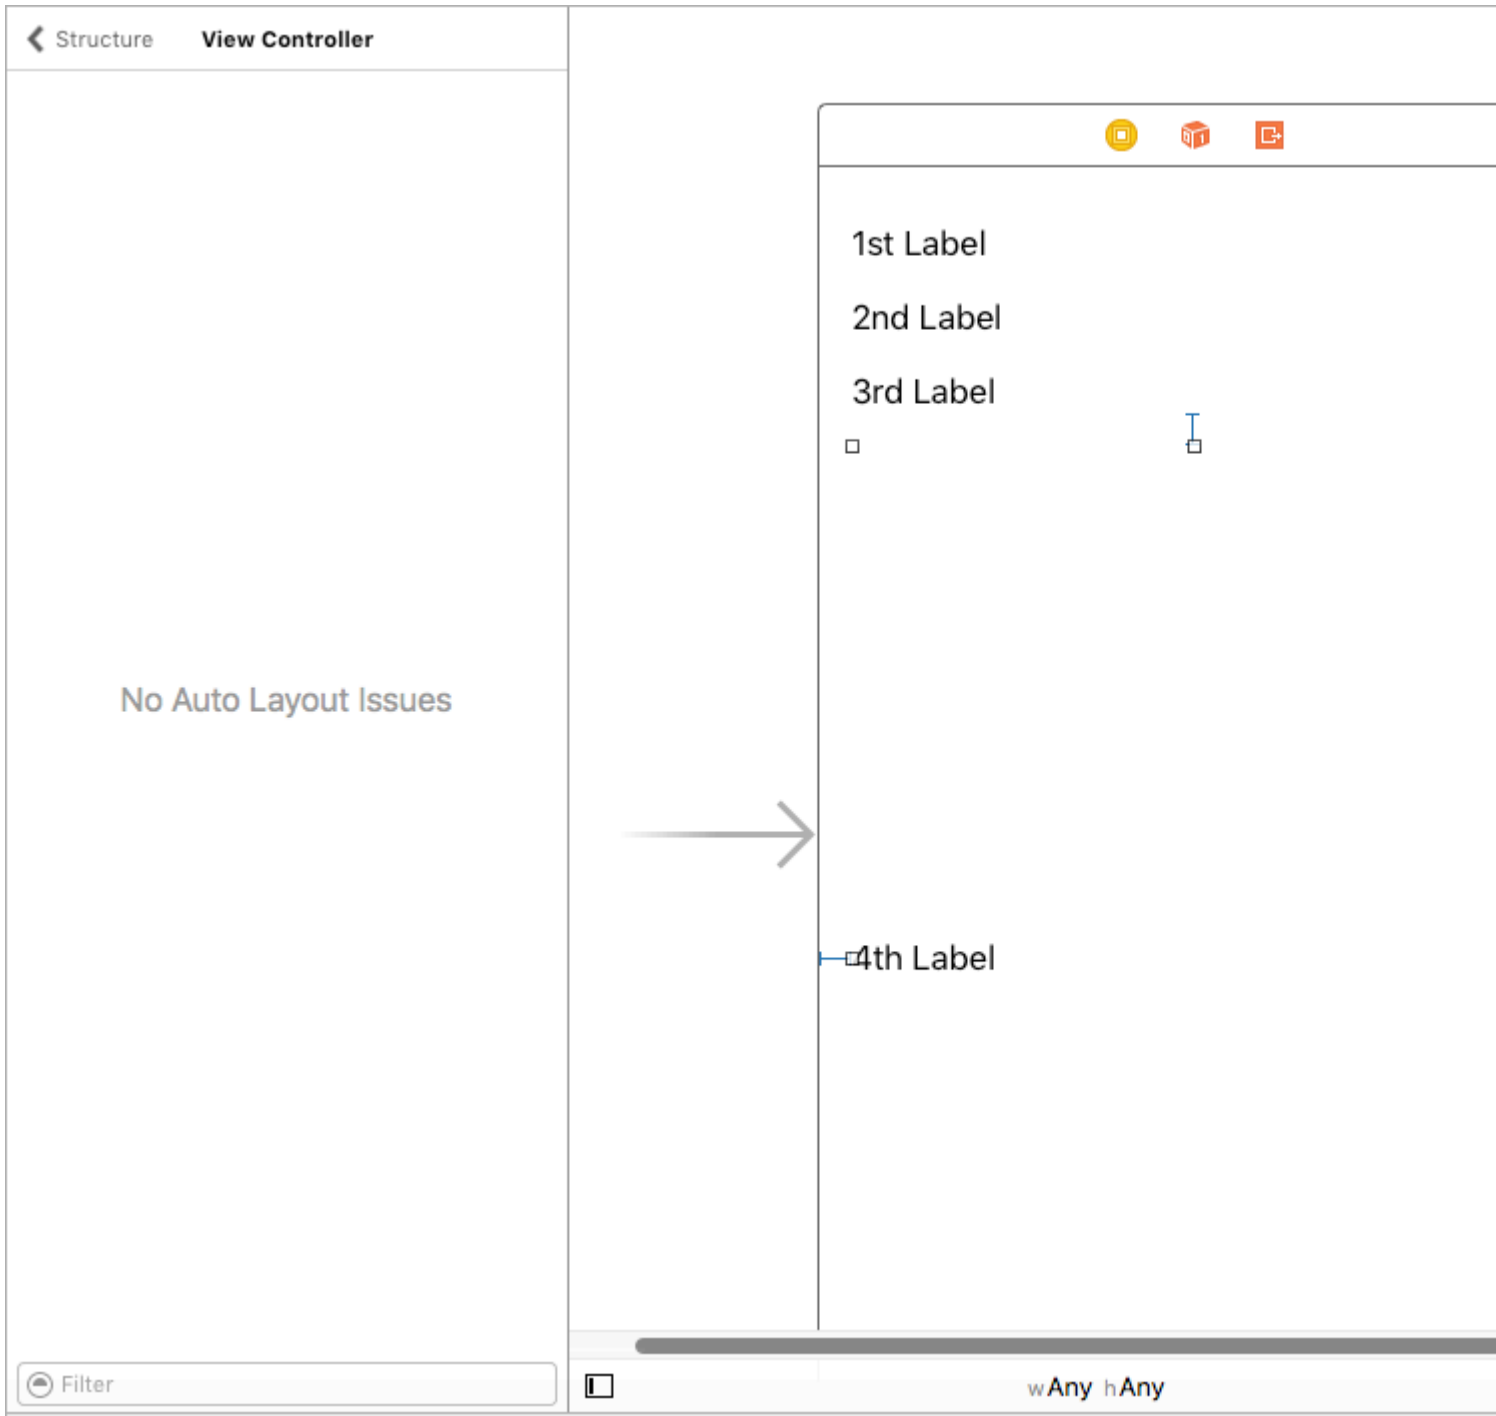 Structure View Controller
1st Label
2nd Label
3rd Label
No Auto Layout Issues
4th Label
Filter
wAny hAny